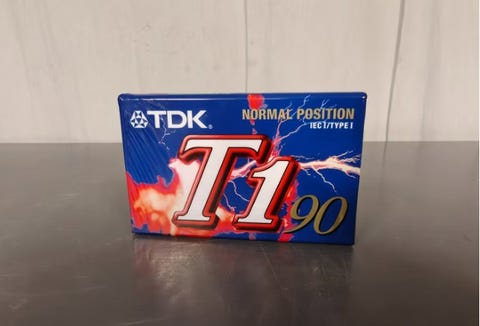 TDK®
NORMAL POSITION
IEC I/TYPE I
T1 90